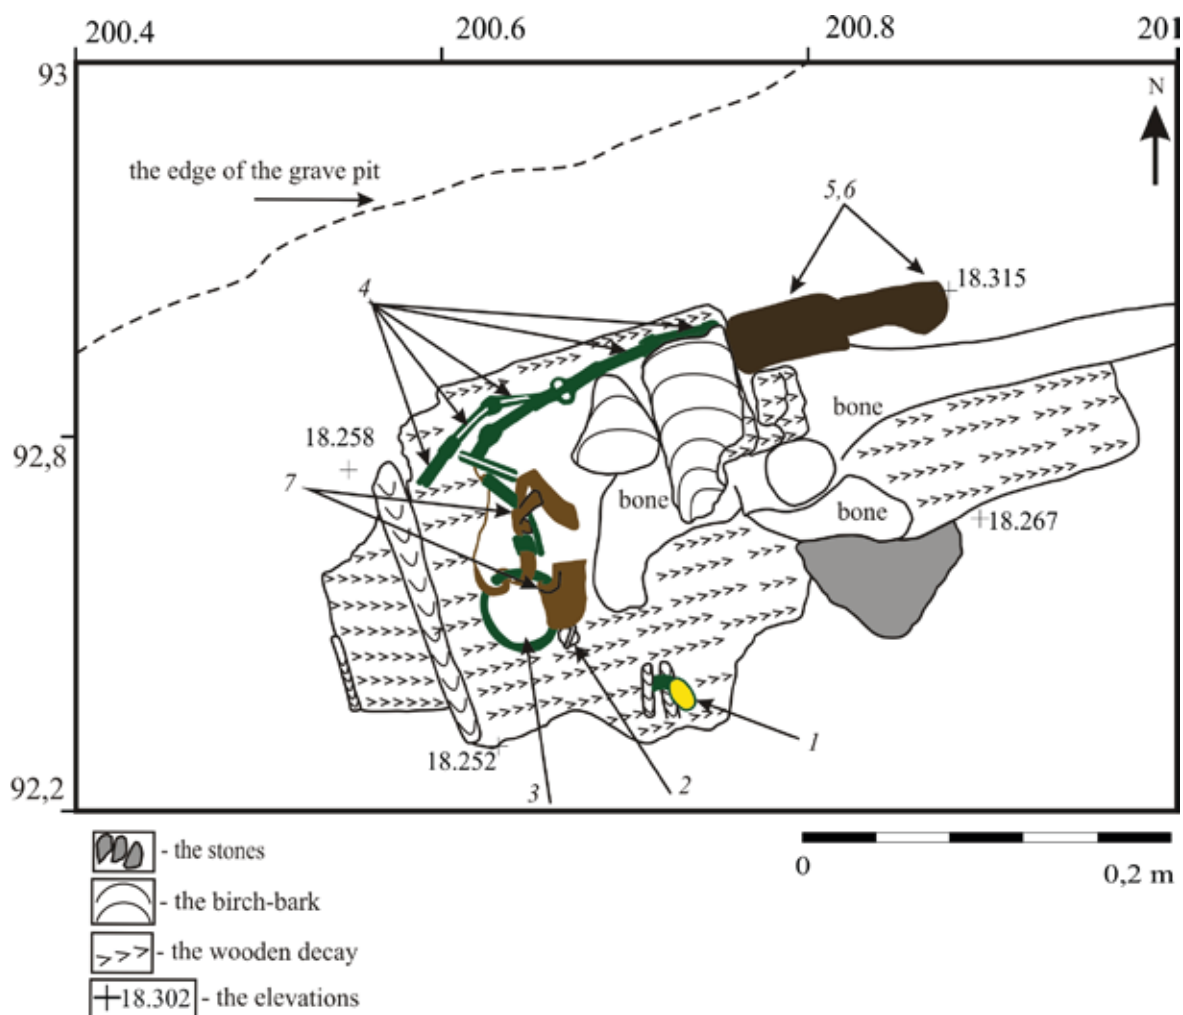 200.4
200.6
200.8
20
93
N
the edge of the grave pit
5,6
18.315
4
bone
18.258
92,8
7
bone
bone
18.267
18.252
1
2
3
92,2
- the stones
0
0,2 m
- the birch-bark
- the wooden decay
+18.302 - the elevations